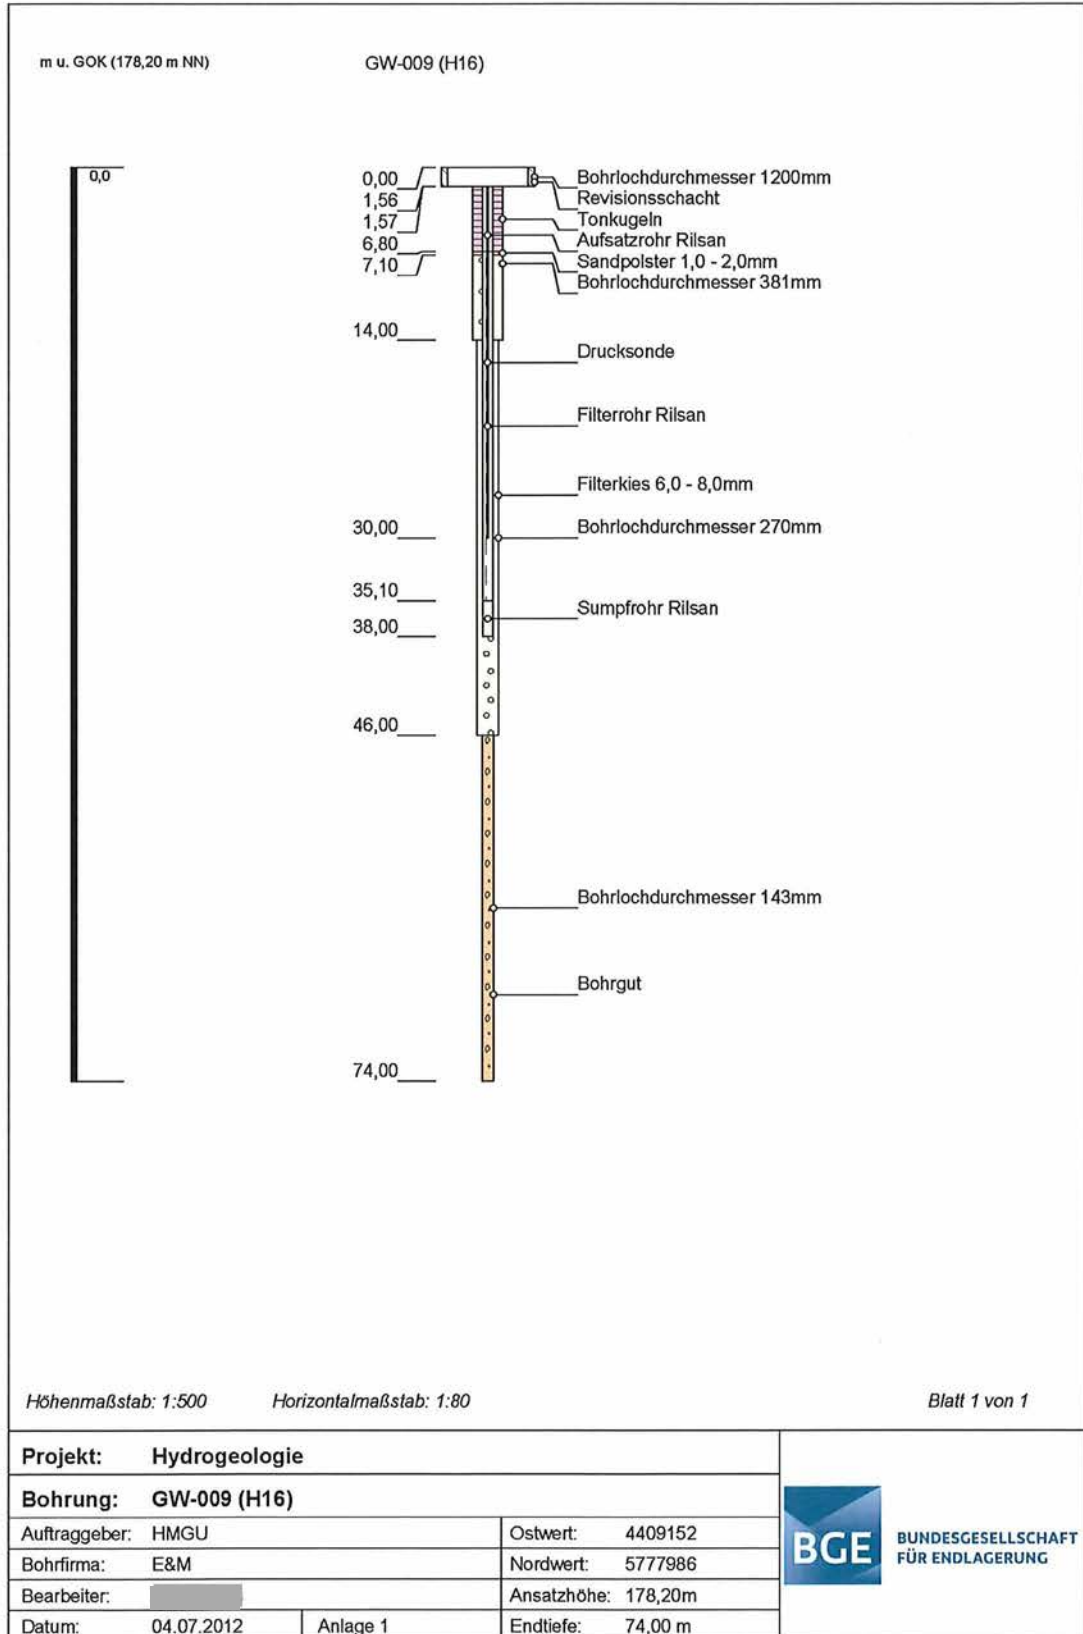 m u. GOK (178,20 m NN)
GW-009 (H16)
0,0
0,00
1,56
1,57
6,80
7,10
14,00
30,00
35,10
38,00
46,00
74,00
Bohrlochdurchmesser 1200mm
Revisionsschacht
Tonkugeln
Aufsatzrohr Rilsan
Sandpolster 1,0 - 2,0mm
Bohrlochdurchmesser 381mm
Drucksonde
Filterrohr Rilsan
Filterkies 6,0 - 8,0mm
Bohrlochdurchmesser 270mm
Sumpfrohr Rilsan
Bohrlochdurchmesser 143mm
Bohrgut
Höhenmaßstab: 1:500 Horizontalmaßstab: 1:80 Blatt 1 von 1
Projekt: Hydrogeologie
Bohrung: GW-009 (H16)
Auftraggeber: HMGU Ostwert: 4409152
Bohrfirma: E&M Nordwert: 5777986
Bearbeiter: Ansatzhöhe: 178,20m
Datum: 04.07.2012 Anlage 1 Endtiefe: 74,00 m
BGE
BUNDESGESELLSCHAFT
FÜR ENDLAGERUNG